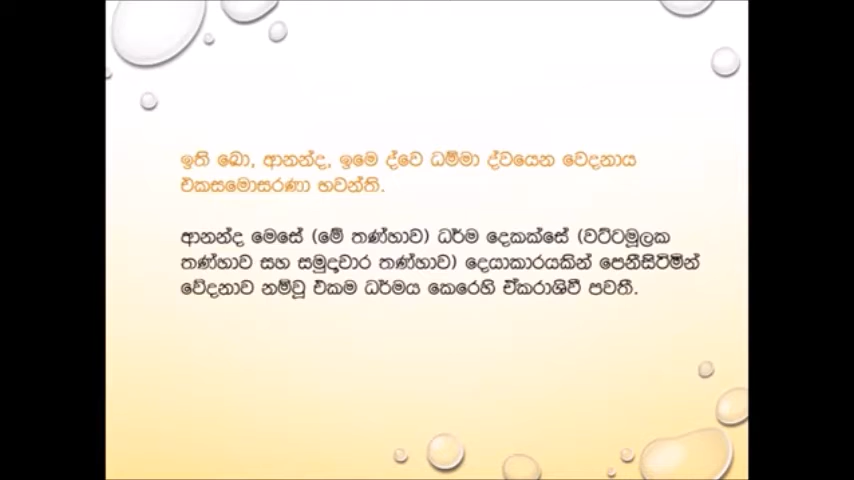 ඉති ඛො, ආනන්ද, ඉමෙ ද්වෙ ධම්මා ද්වයෙන වෙදනාය
එකසමොසරණා භවන්ති.
ආනන්ද මෙසේ (මේ තණ්හාව) ධර්ම දෙකක්සේ (වට්ටමූලක
තණ්හාව සහ සමුදාචාර තණ්හාව) දෙයාකාරයකින් පෙනීසිටිමින්
වේදනාව නම්වූ එකම ධර්මය කෙරෙහි ඒකරාශිවී පවතී.